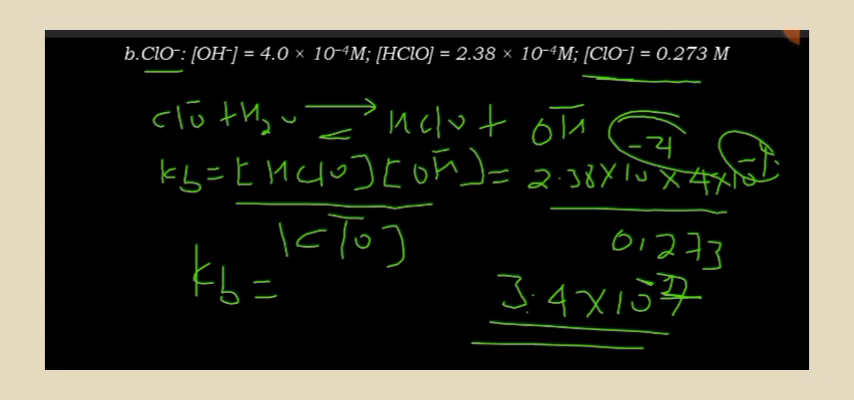 b. ClO⁻: [OH⁻] = 4.0 × 10⁻⁴M; [HClO] = 2.38 × 10⁻⁴M; [ClO⁻] = 0.273 M
ClO⁻ + H₂O ⇌ HClO + OH⁻
Kb = [HClO][OH⁻] = 2.38×10⁻⁴ × 4×10⁻⁴
[ClO⁻] 0.273
Kb = 3.4×10⁻⁷